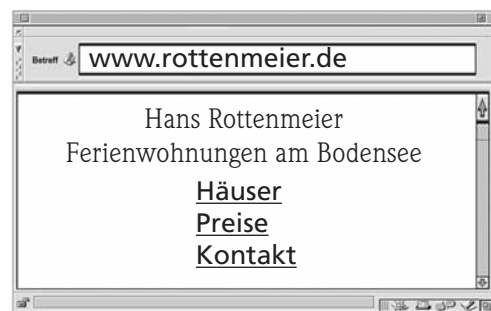 Betreff www.rottenmeier.de
Hans Rottenmeier
Ferienwohnungen am Bodensee
Häuser
Preise
Kontakt